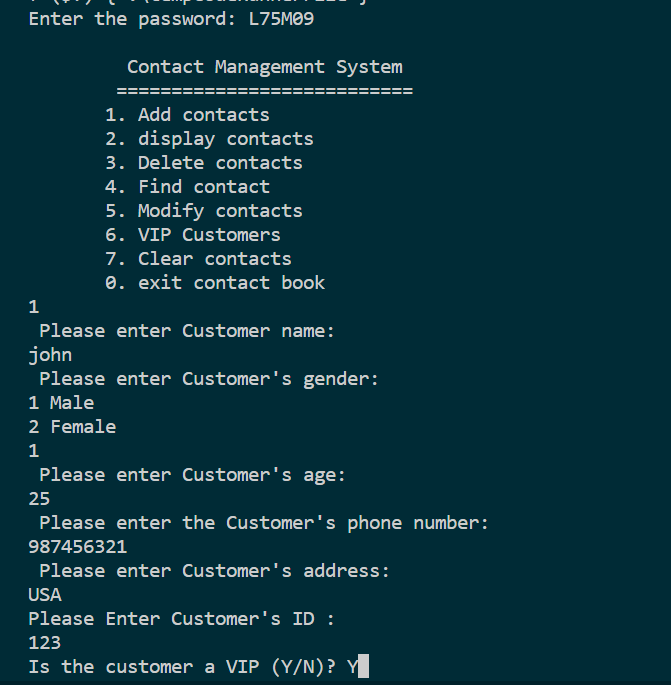 Enter the password: L75M09
Contact Management System
===========================
1. Add contacts
2. display contacts
3. Delete contacts
4. Find contact
5. Modify contacts
6. VIP Customers
7. Clear contacts
0. exit contact book
1
Please enter Customer name:
john
Please enter Customer's gender:
1 Male
2 Female
1
Please enter Customer's age:
25
Please enter the Customer's phone number:
987456321
Please enter Customer's address:
USA
Please Enter Customer's ID :
123
Is the customer a VIP (Y/N)? Y